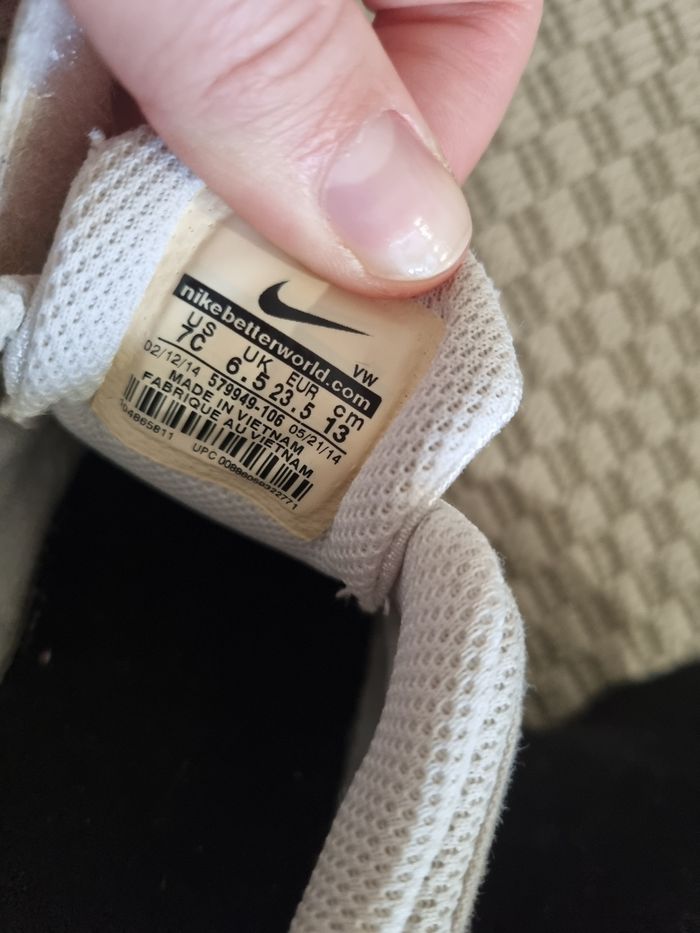 nikebetterworld.com
VW
US UK EUR cm
7C 6.5 23.5 13
02/12/14 579949-106 05/21/14
MADE IN VIETNAM
FABRIQUE AU VIETNAM